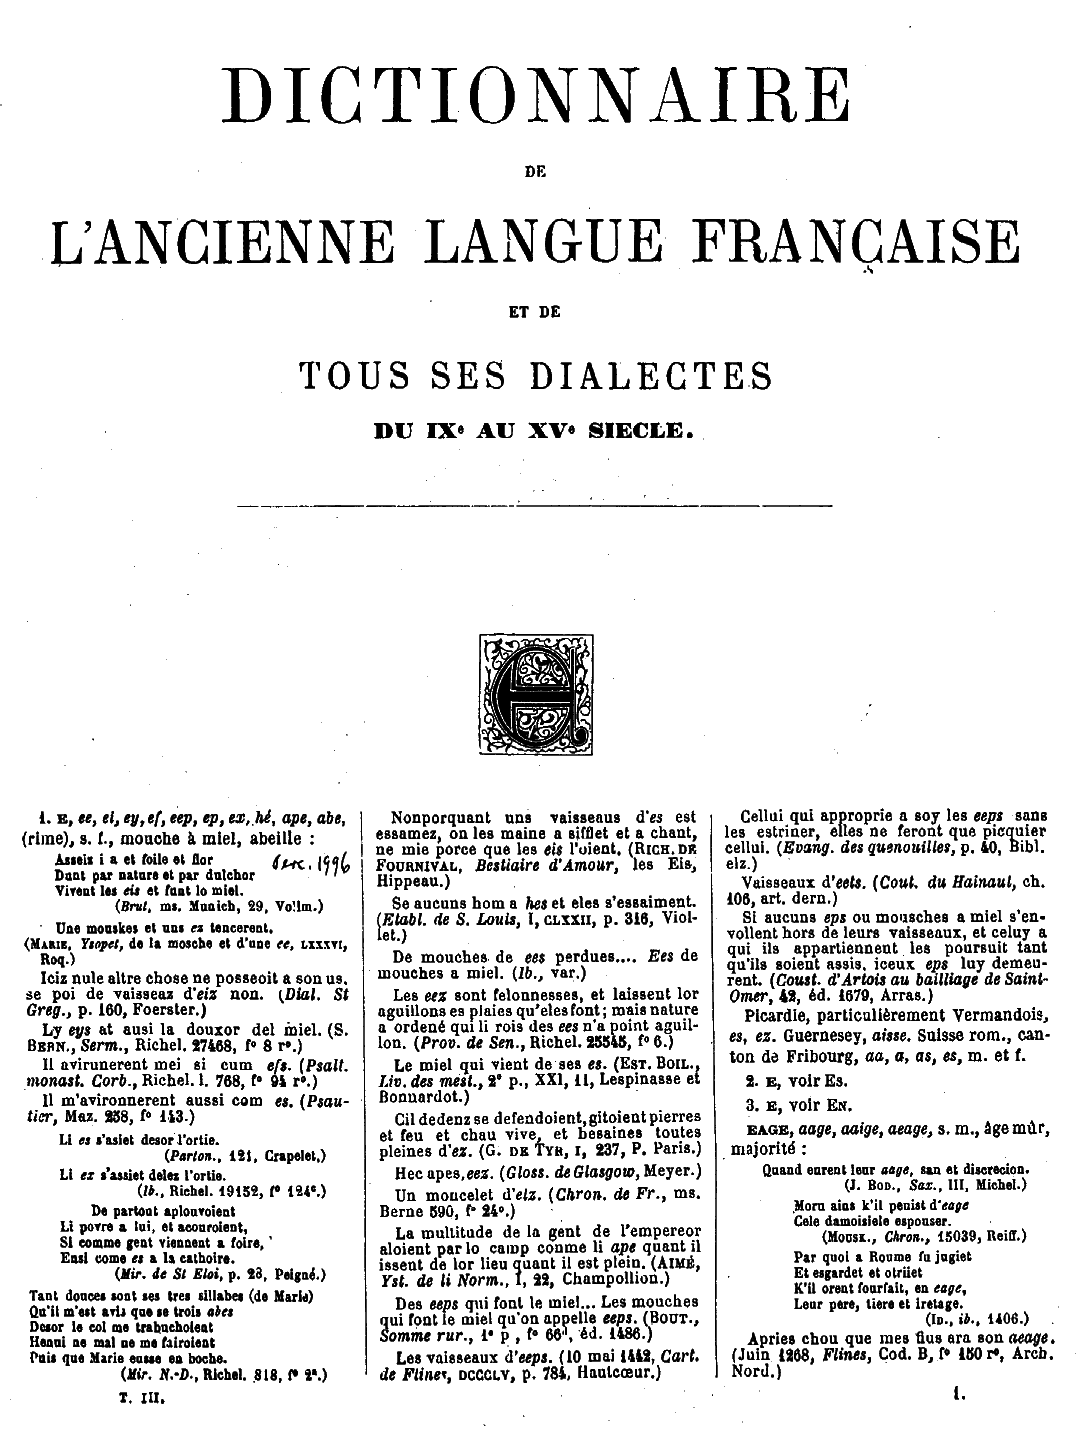 DICTIONNAIRE
DE
L'ANCIENNE LANGUE FRANÇAISE
ET DE
TOUS SES DIALECTES
DU IXe AU XVe SIECLE.
E
1. E, ee, ei, ey, ef, eep, ep, ex, hé, ape, abe,
(rime), s. f., mouche à miel, abeille :
Asseiz i a et foile et flor
Dunt par nature et par dulchor
Vivent les eis et funt lo miel.
(Brut, ms. Munich, 29, Vollm.)
Une mouskes et uns ez tencerent.
(MARIE, Ysopet, de la mosche et d'une ee, LXXXVI,
Roq.)
Iciz nule altre chose ne posseoit a son us,
se poi de vaisseaz d'eiz non. (Dial. St
Greg., p. 160, Foerster.)
Ly eys at ausi la douxor del miel. (S.
BERN., Serm., Richel. 27468, f° 8 r°.)
Il avirunerent mei si cum efs. (Psalt.
monast. Corb., Richel. l. 768, f° 94 r°.)
Il m'avironnerent aussi com es. (Psau-
tier, Maz. 258, f° 143.)
Li es s'asiet desor l'ortie.
(Parton., 121, Crapelet.)
Li ez s'assiet deles l'ortie.
(Ib., Richel. 19152, f° 124e.)
De partout aplouvoient
Li povre a lui, et acouroient,
Si comme gent viennent a foire,
Ensi come es a la cathoire.
(Mir. de St Eloi, p. 23, Peigné.)
Tant douces sont ses tres sillabes (de Marie)
Qu'il m'est avis que se trois abes
Desor le col me trabuchoient
Henui ne mal ne me fairoient
Puis que Marie eusse en boche.
(Mir. N.-D., Richel. 818, f° 2a.)
T. III.
Nonporquant uns vaisseaus d'es est
essamez, on les maine a sifflet et a chant,
ne mie porce que les eis l'oient. (RICH. DE
FOURNIVAL, Bestiaire d'Amour, les Eis,
Hippeau.)
Se aucuns hom a hes et eles s'essaiment.
(Etabl. de S. Louis, I, CLXXII, p. 316, Viol-
let.)
De mouches de ees perdues.... Ees de
mouches a miel. (Ib., var.)
Les eez sont felonnesses, et laissent lor
aguillons es plaies qu'eles font; mais nature
a ordené qui li rois des ees n'a point aguil-
lon. (Prov. de Sen., Richel. 25545, f° 6.)
Le miel qui vient de ses es. (EST. BOIL.,
Liv. des mest., 2e p., XXI, 11, Lespinasse et
Bonnardot.)
Cil dedenz se defendoient, gitoient pierres
et feu et chau vive, et besaines toutes
pleines d'ez. (G. DE TYR, I, 237, P. Paris.)
Hec apes, eez. (Gloss. de Glasgow, Meyer.)
Un moucelet d'elz. (Chron. de Fr., ms.
Berne 590, f° 24c.)
La multitude de la gent de l'empereor
aloient par lo camp conme li ape quant il
issent de lor lieu quant il est plein. (AIMÉ,
Yst. de li Norm., I, 22, Champollion.)
Des eeps qui font le miel... Les mouches
qui font le miel qu'on appelle eeps. (BOUT.,
Somme rur., 1e p, f° 66d, éd. 1486.)
Les vaisseaux d'eeps. (10 mai 1442, Cart.
de Flines, DCCCLV, p. 784, Hautcœur.)
Cellui qui approprie a soy les eeps sans
les estriner, elles ne feront que picquier
cellui. (Evang. des quenouilles, p. 40, Bibl.
elz.)
Vaisseaux d'eets. (Cout. du Hainaut, ch.
106, art. dern.)
Si aucuns eps ou mousches a miel s'en-
vollent hors de leurs vaisseaux, et celuy a
qui ils appartiennent les poursuit tant
qu'ils soient assis, iceux eps luy demeu-
rent. (Coust. d'Artois au bailliage de Saint-
Omer, 42, éd. 1679, Arras.)
Picardie, particulièrement Vermandois,
es, ez. Guernesey, aisse. Suisse rom., can-
ton de Fribourg, aa, a, as, es, m. et f.
2. E, voir ES.
3. E, voir EN.
EAGE, aage, aaige, aeage, s. m., âge mûr,
majorité :
Quand eurent leur aage, san et discrecion.
(J. BOD., Sax., III, Michel.)
Morn ains k'il penist d'eage
Cele damoisiele espouser.
(MOUSK., Chron., 15039, Reiff.)
Par quoi a Roume fu jugiet
Et esgardet et otriiet
K'il orent fourfait, en eage,
Leur pere, tiere et iretage.
(ID., ib., 1406.)
Apries chou que mes fius ara son aeage.
(Juin 1268, Flines, Cod. B, f° 150 r°, Arch.
Nord.)
1.